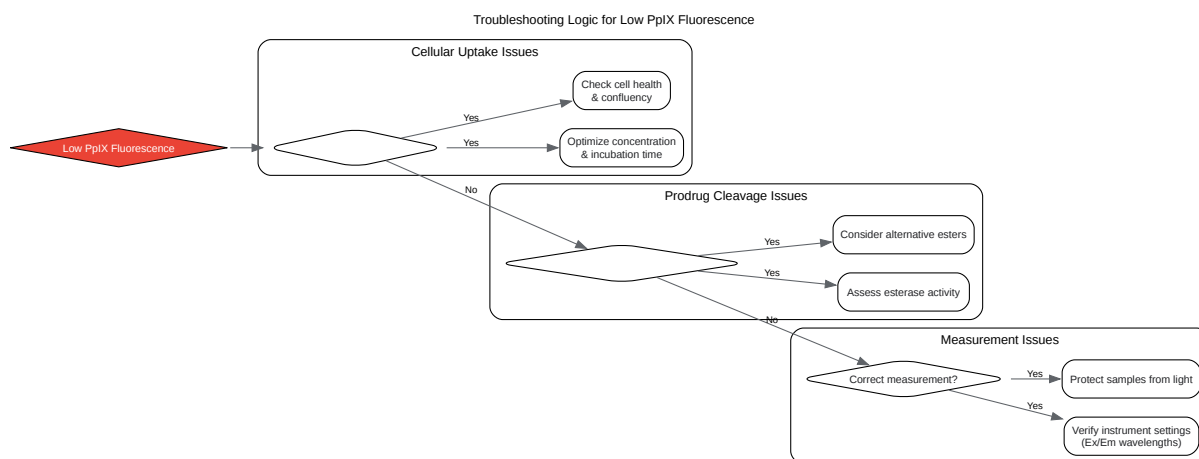 Troubleshooting Logic for Low PpIX Fluorescence
Cellular Uptake Issues
Low PpIX Fluorescence
Yes
Check cell health
& confluency
Yes
Optimize concentration
& incubation time
No
Prodrug Cleavage Issues
Yes
Consider alternative esters
Yes
Assess esterase activity
No
Measurement Issues
Correct measurement?
Yes
Protect samples from light
Yes
Verify instrument settings
(Ex/Em wavelengths)